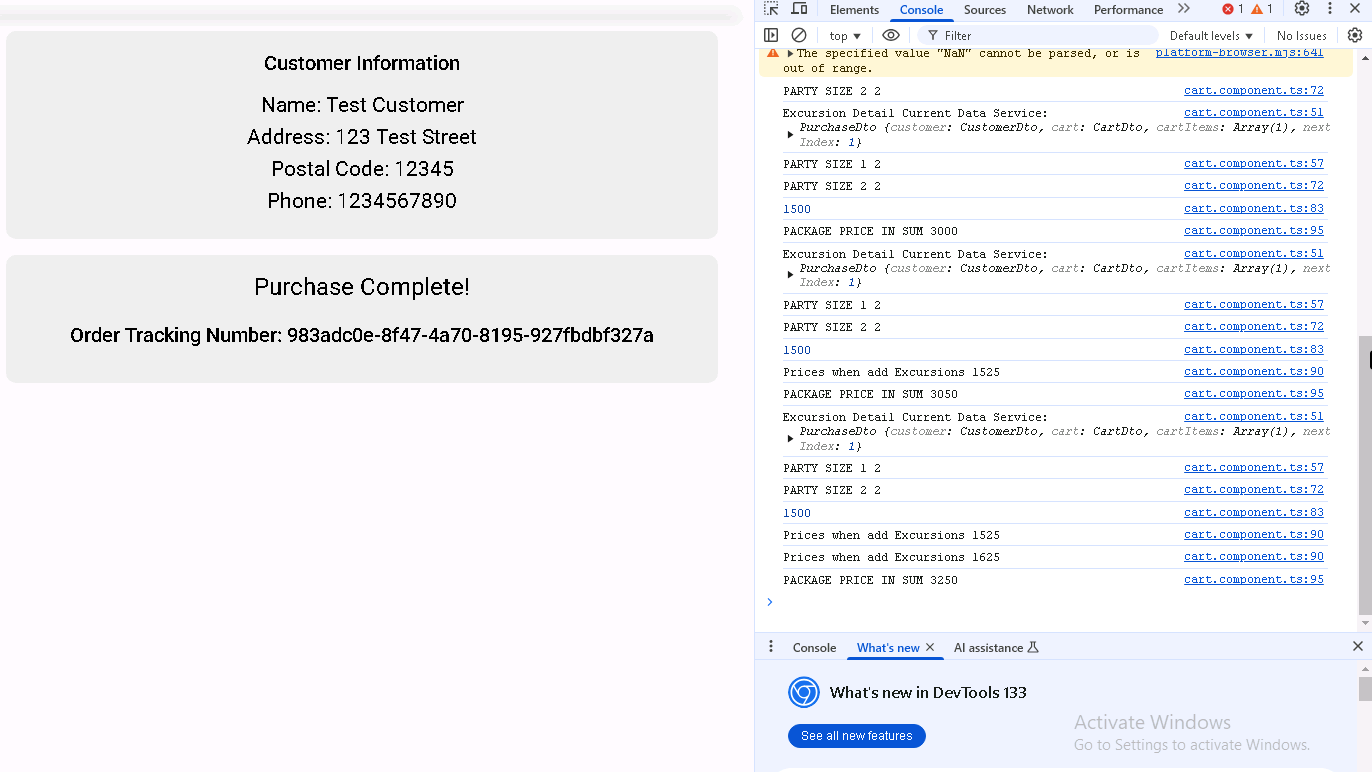 Customer Information
Name: Test Customer
Address: 123 Test Street
Postal Code: 12345
Phone: 1234567890
Purchase Complete!
Order Tracking Number: 983adc0e-8f47-4a70-8195-927fbdbf327a
Elements Console Sources Network Performance 1 1
top Filter Default levels No Issues
The specified value "NaN" cannot be parsed, or is platform-browser.mjs:641
out of range.
PARTY SIZE 2 2 cart.component.ts:72
Excursion Detail Current Data Service: cart.component.ts:51
PurchaseDto {customer: CustomerDto, cart: CartDto, cartItems: Array(1), next
Index: 1}
PARTY SIZE 1 2 cart.component.ts:57
PARTY SIZE 2 2 cart.component.ts:72
1500 cart.component.ts:83
PACKAGE PRICE IN SUM 3000 cart.component.ts:95
Excursion Detail Current Data Service: cart.component.ts:51
PurchaseDto {customer: CustomerDto, cart: CartDto, cartItems: Array(1), next
Index: 1}
PARTY SIZE 1 2 cart.component.ts:57
PARTY SIZE 2 2 cart.component.ts:72
1500 cart.component.ts:83
Prices when add Excursions 1525 cart.component.ts:90
PACKAGE PRICE IN SUM 3050 cart.component.ts:95
Excursion Detail Current Data Service: cart.component.ts:51
PurchaseDto {customer: CustomerDto, cart: CartDto, cartItems: Array(1), next
Index: 1}
PARTY SIZE 1 2 cart.component.ts:57
PARTY SIZE 2 2 cart.component.ts:72
1500 cart.component.ts:83
Prices when add Excursions 1525 cart.component.ts:90
Prices when add Excursions 1625 cart.component.ts:90
PACKAGE PRICE IN SUM 3250 cart.component.ts:95
Console What's new AI assistance
What's new in DevTools 133
See all new features
Activate Windows
Go to Settings to activate Windows.